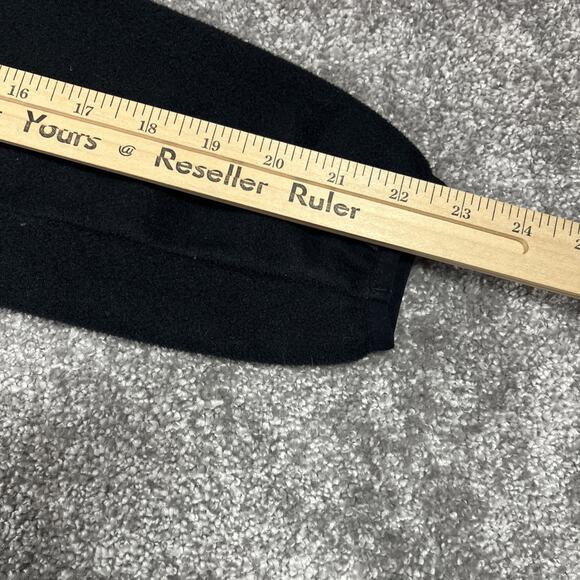 16 17 18 19 20 21 22 23 24
Yours @ Reseller Ruler